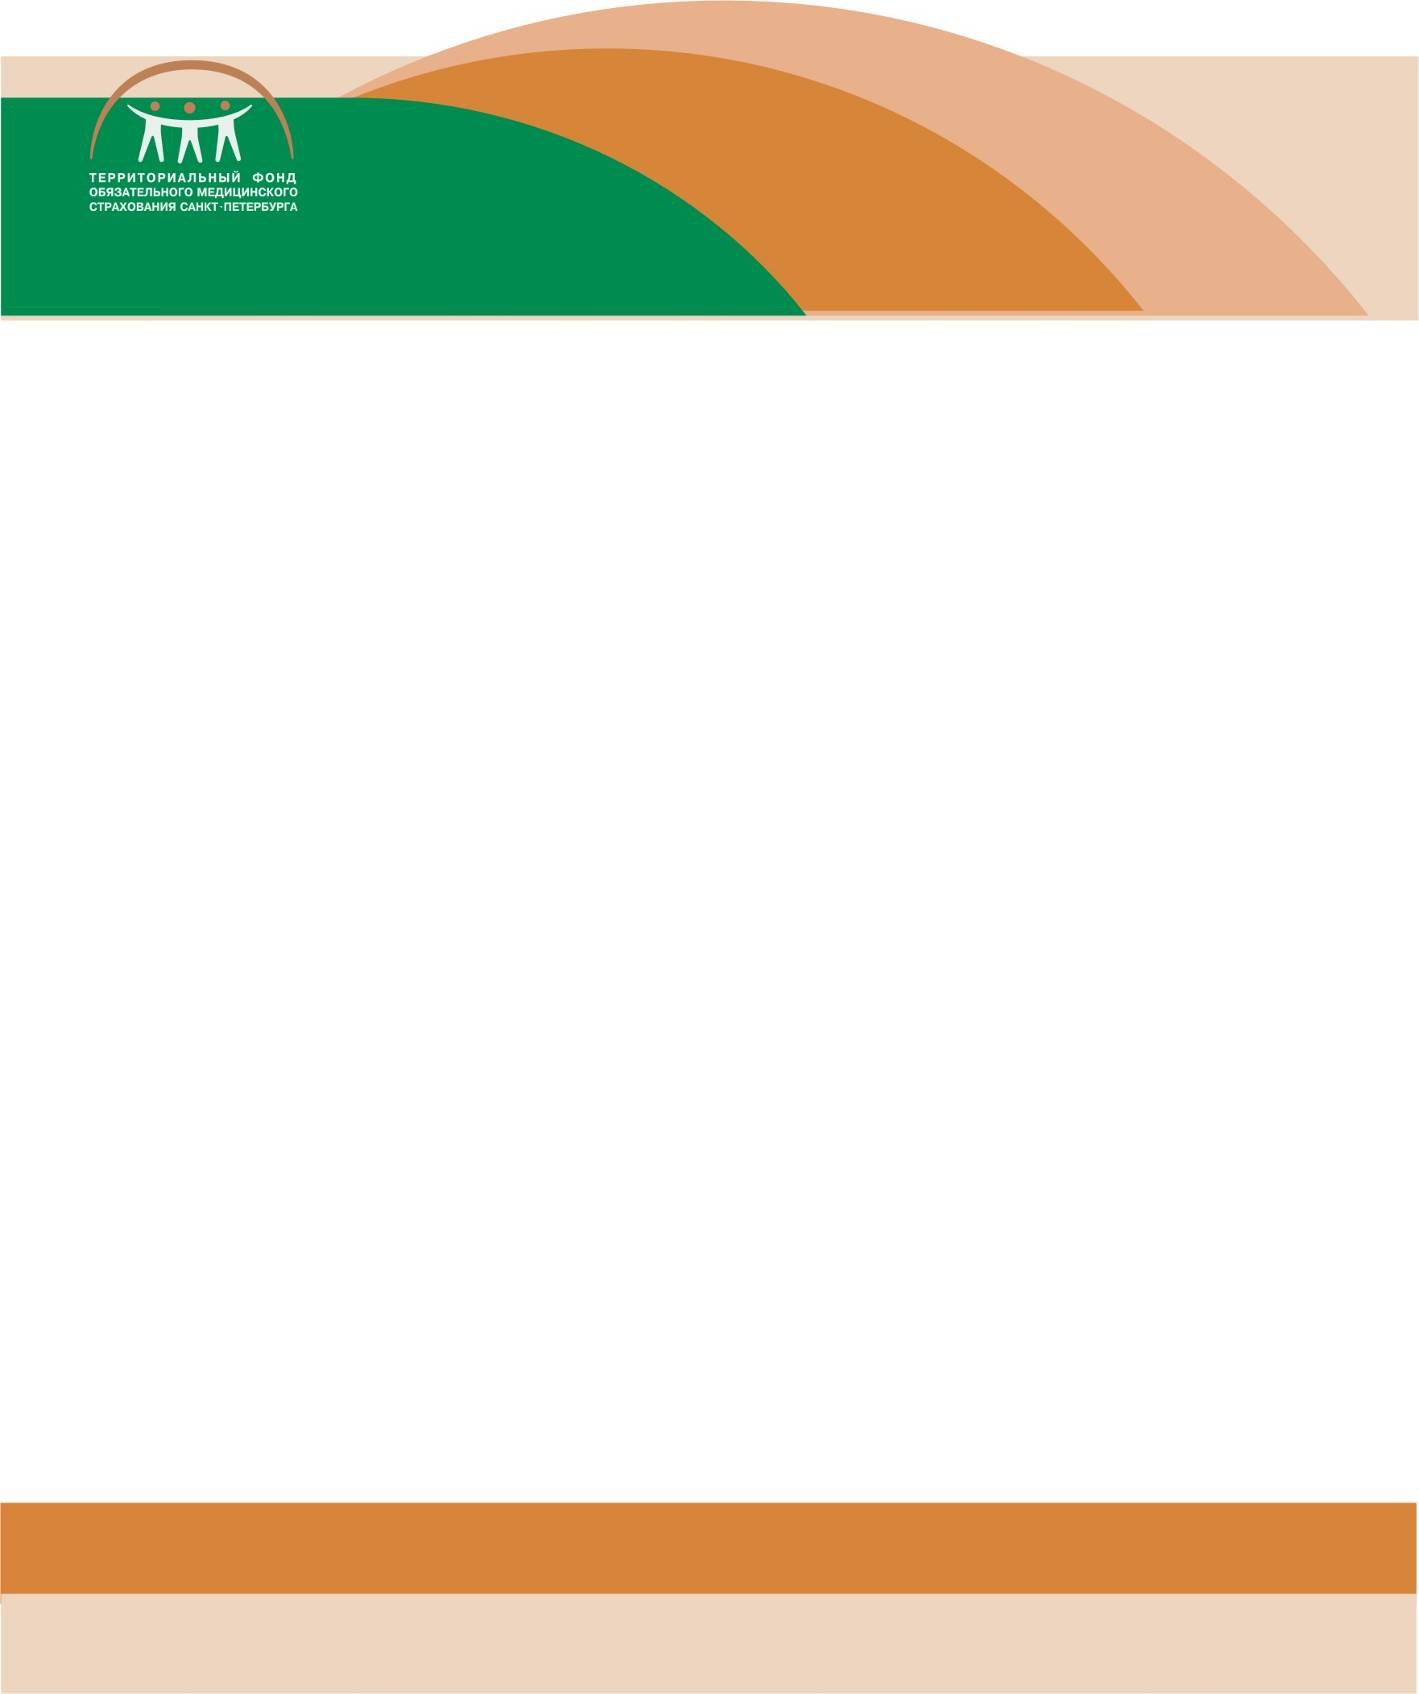 ТЕРРИТОРИАЛЬНЫЙ ФОНД
ОБЯЗАТЕЛЬНОГО МЕДИЦИНСКОГО
СТРАХОВАНИЯ САНКТ-ПЕТЕРБУРГА